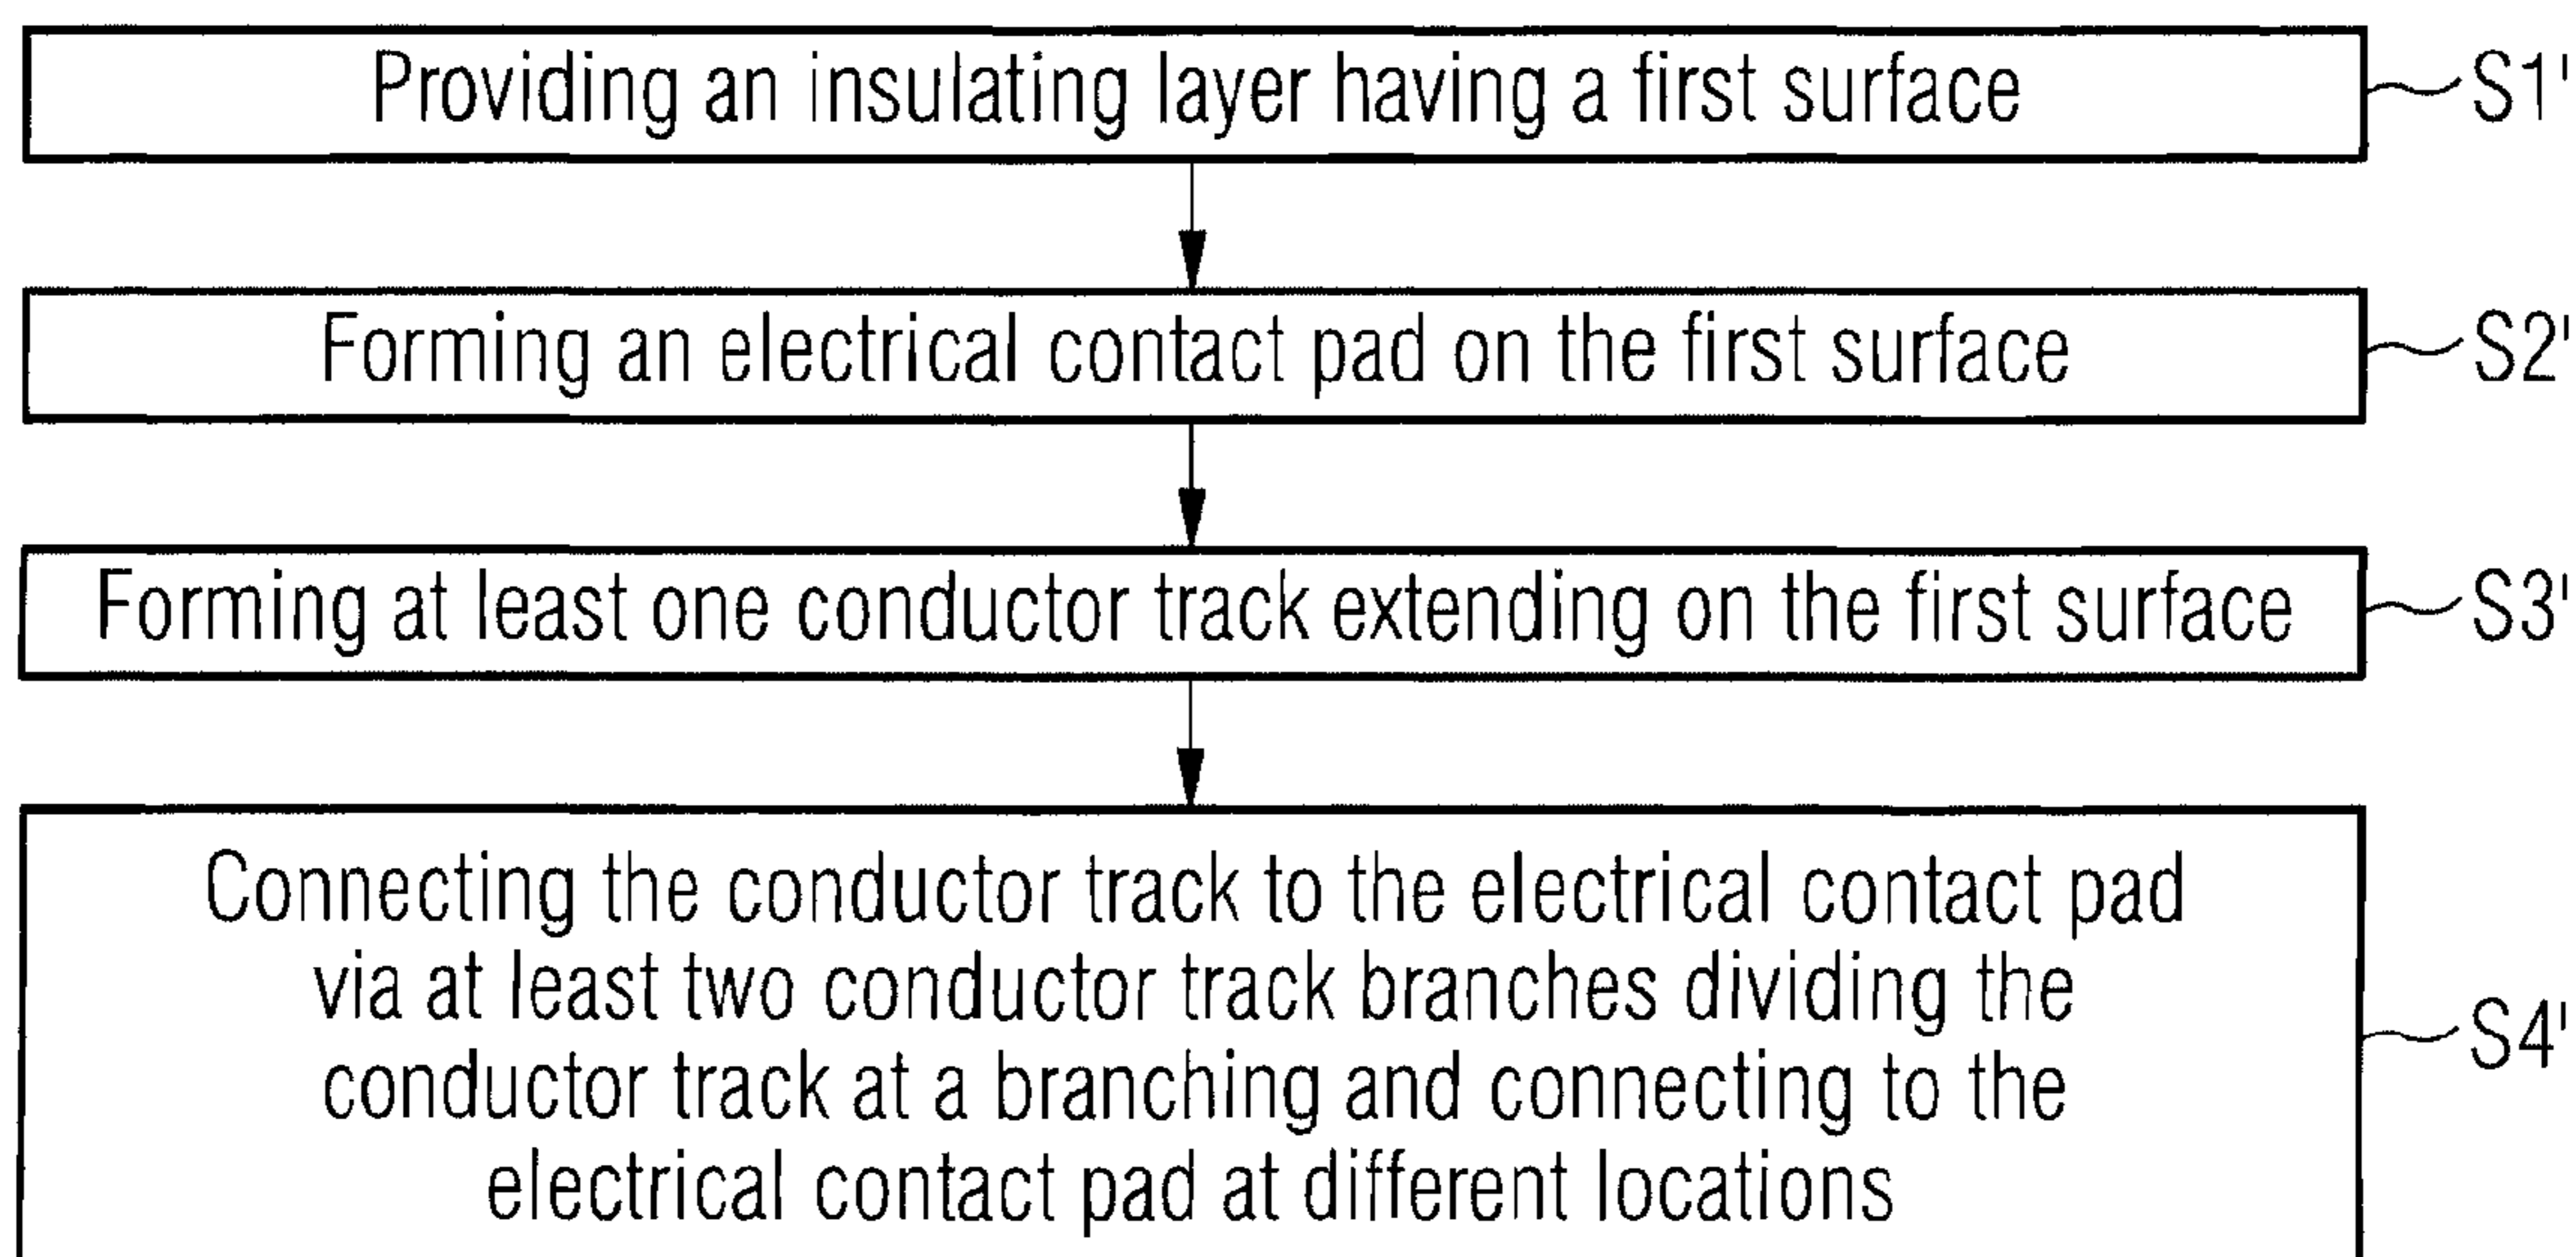 Providing an insulating layer having a first surface S1'
Forming an electrical contact pad on the first surface S2'
Forming at least one conductor track extending on the first surface S3'
Connecting the conductor track to the electrical contact pad
via at least two conductor track branches dividing the
conductor track at a branching and connecting to the
electrical contact pad at different locations
S4'